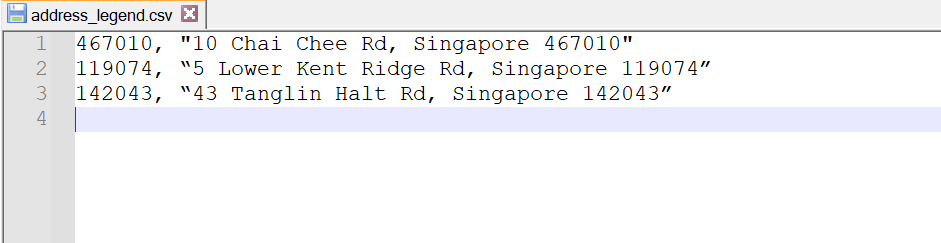 address_legend.csv
1 467010, "10 Chai Chee Rd, Singapore 467010"
2 119074, “5 Lower Kent Ridge Rd, Singapore 119074”
3 142043, “43 Tanglin Halt Rd, Singapore 142043”
4